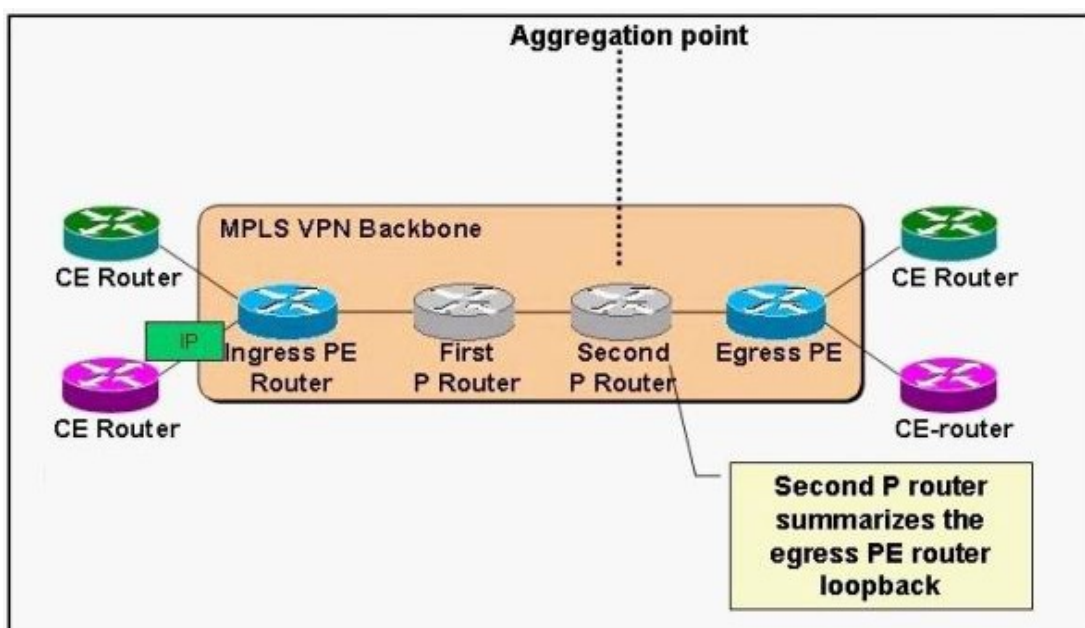 Aggregation point
MPLS VPN Backbone
CE Router
CE Router
IP
Ingress PE
Router
First
P Router
Second
P Router
Egress PE
CE Router
CE-router
Second P router
summarizes the
egress PE router
loopback